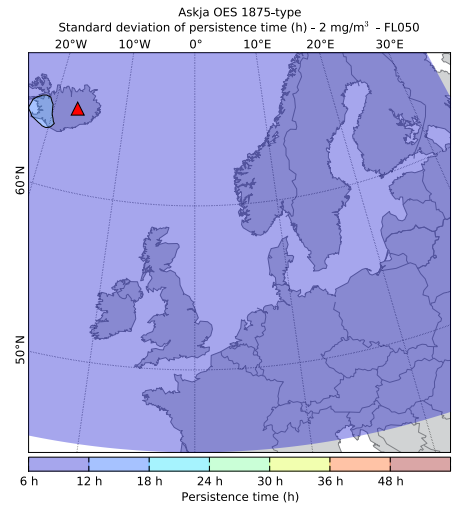 Askja OES 1875-type
Standard deviation of persistence time (h) - 2 mg/m³ - FL050
20°W 10°W 0° 10°E 20°E 30°E
60°N
50°N
6 h 12 h 18 h 24 h 30 h 36 h 48 h
Persistence time (h)